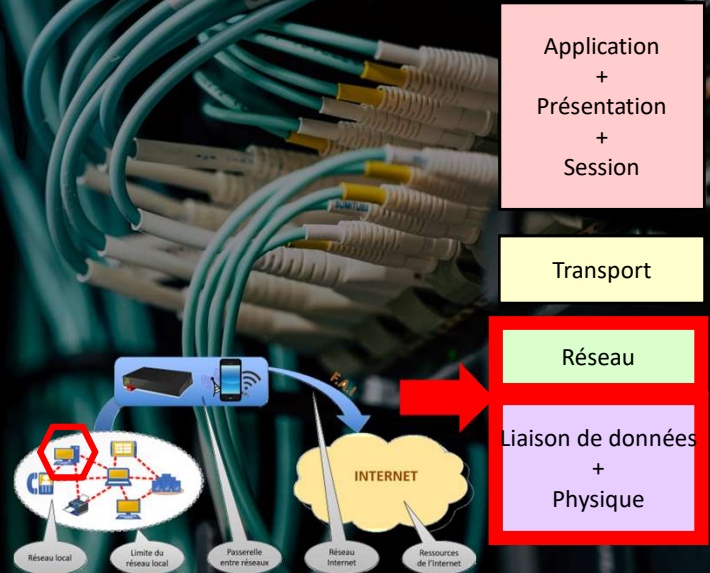 Application
+
Présentation
+
Session
Transport
Réseau
Liaison de données
+
Physique
F.A.I
INTERNET
Réseau local
Limite du
réseau local
Passerelle
entre réseaux
Réseau
Internet
Ressources
de l'Internet